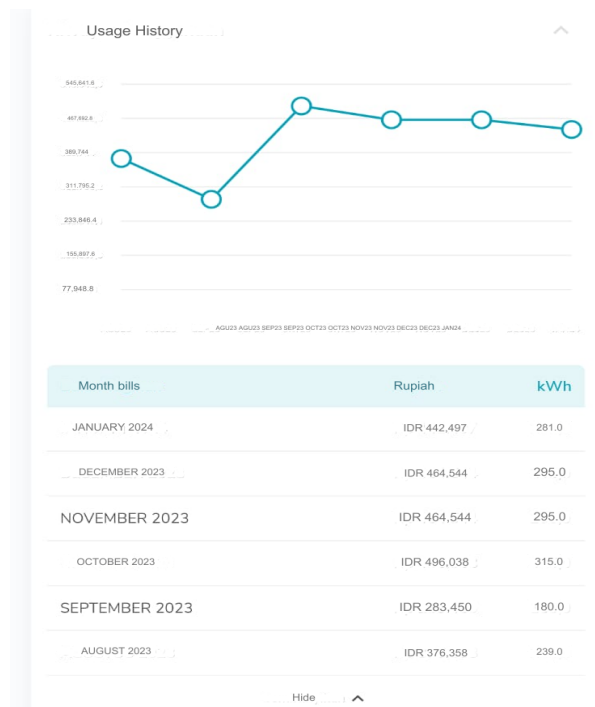 Usage History
545,641.6
467,692.8
389,744
311,795.2
233,846.4
155,897.6
77,948.8
AGU23 AGU23 SEP23 SEP23 OCT23 OCT23 NOV23 NOV23 DEC23 DEC23 JAN24
Month bills Rupiah kWh
JANUARY 2024 IDR 442,497 281.0
DECEMBER 2023 IDR 464,544 295.0
NOVEMBER 2023 IDR 464,544 295.0
OCTOBER 2023 IDR 496,038 315.0
SEPTEMBER 2023 IDR 283,450 180.0
AUGUST 2023 IDR 376,358 239.0
Hide